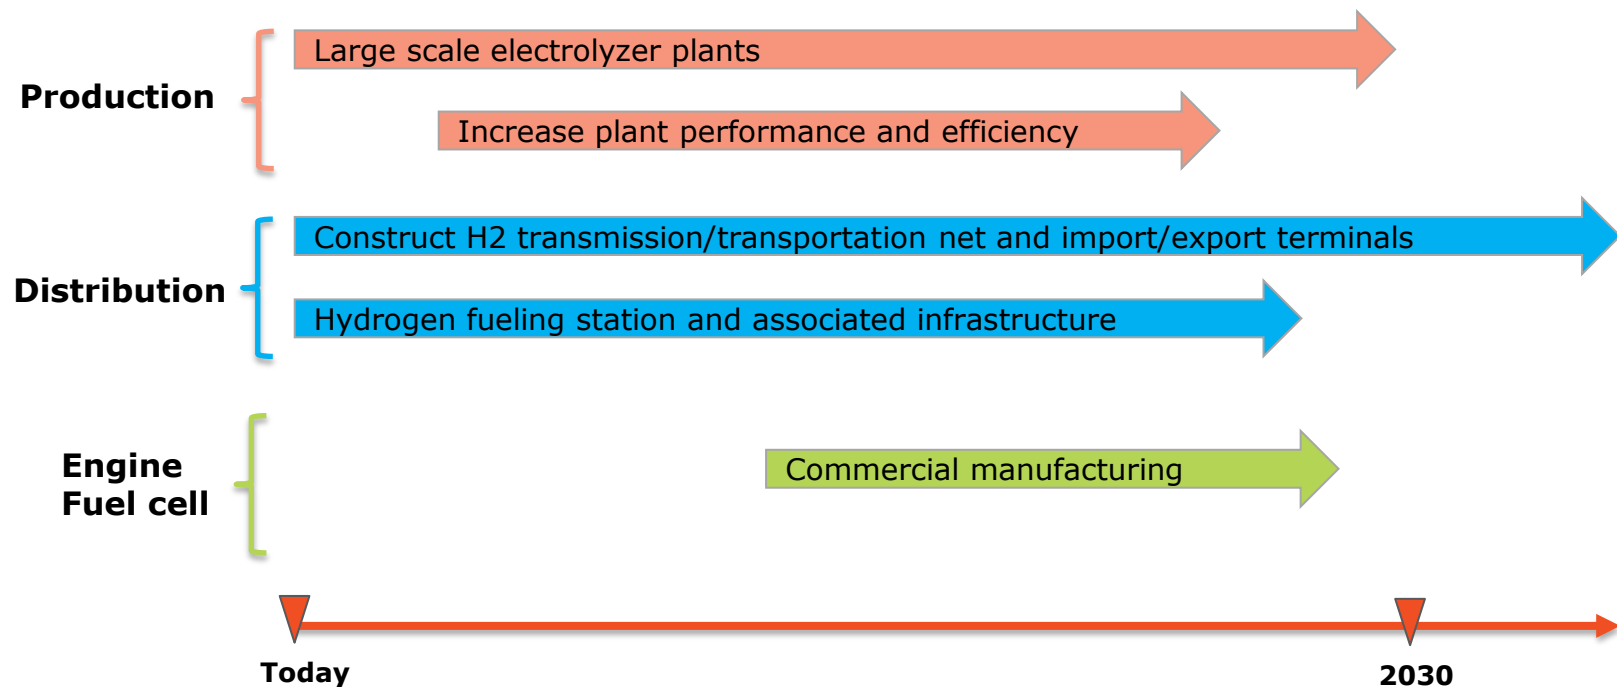 Large scale electrolyzer plants
Production
Increase plant performance and efficiency
Construct H2 transmission/transportation net and import/export terminals
Distribution
Hydrogen fueling station and associated infrastructure
Engine
Fuel cell
Commercial manufacturing
Today
2030